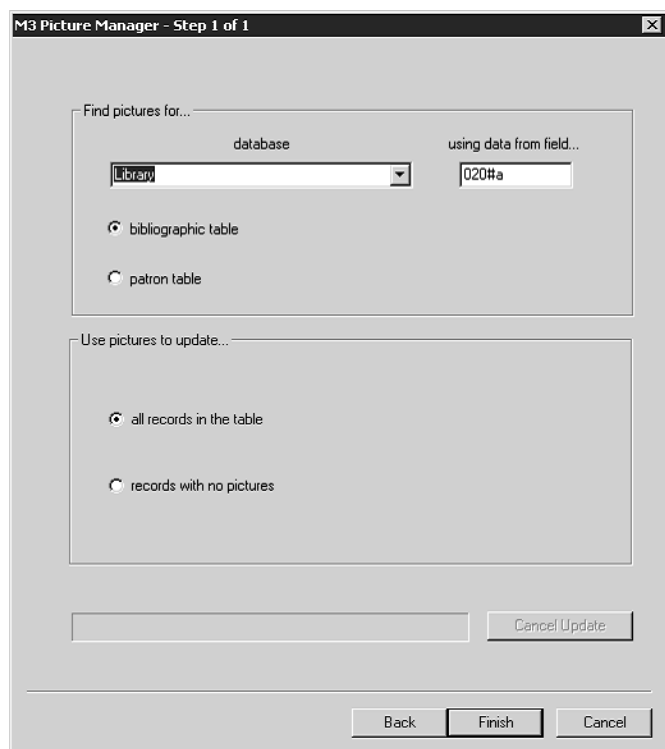 M3 Picture Manager - Step 1 of 1
Find pictures for...
database using data from field...
Library 020#a
bibliographic table
patron table
Use pictures to update...
all records in the table
records with no pictures
Cancel Update
Back Finish Cancel